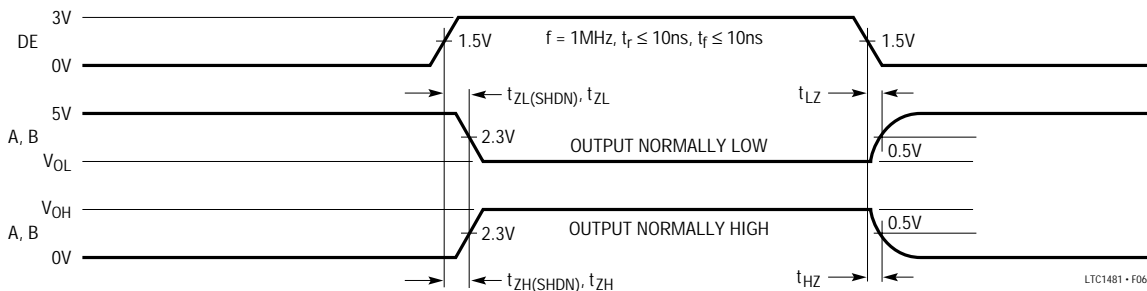 3V
DE
1.5V
f = 1MHz, tr ≤ 10ns, tf ≤ 10ns
1.5V
0V
tZL(SHDN), tZL
tLZ
5V
A, B
2.3V
OUTPUT NORMALLY LOW
0.5V
VOL
VOH
A, B
2.3V
OUTPUT NORMALLY HIGH
0.5V
0V
tZH(SHDN), tZH
tHZ
LTC1481 • F06